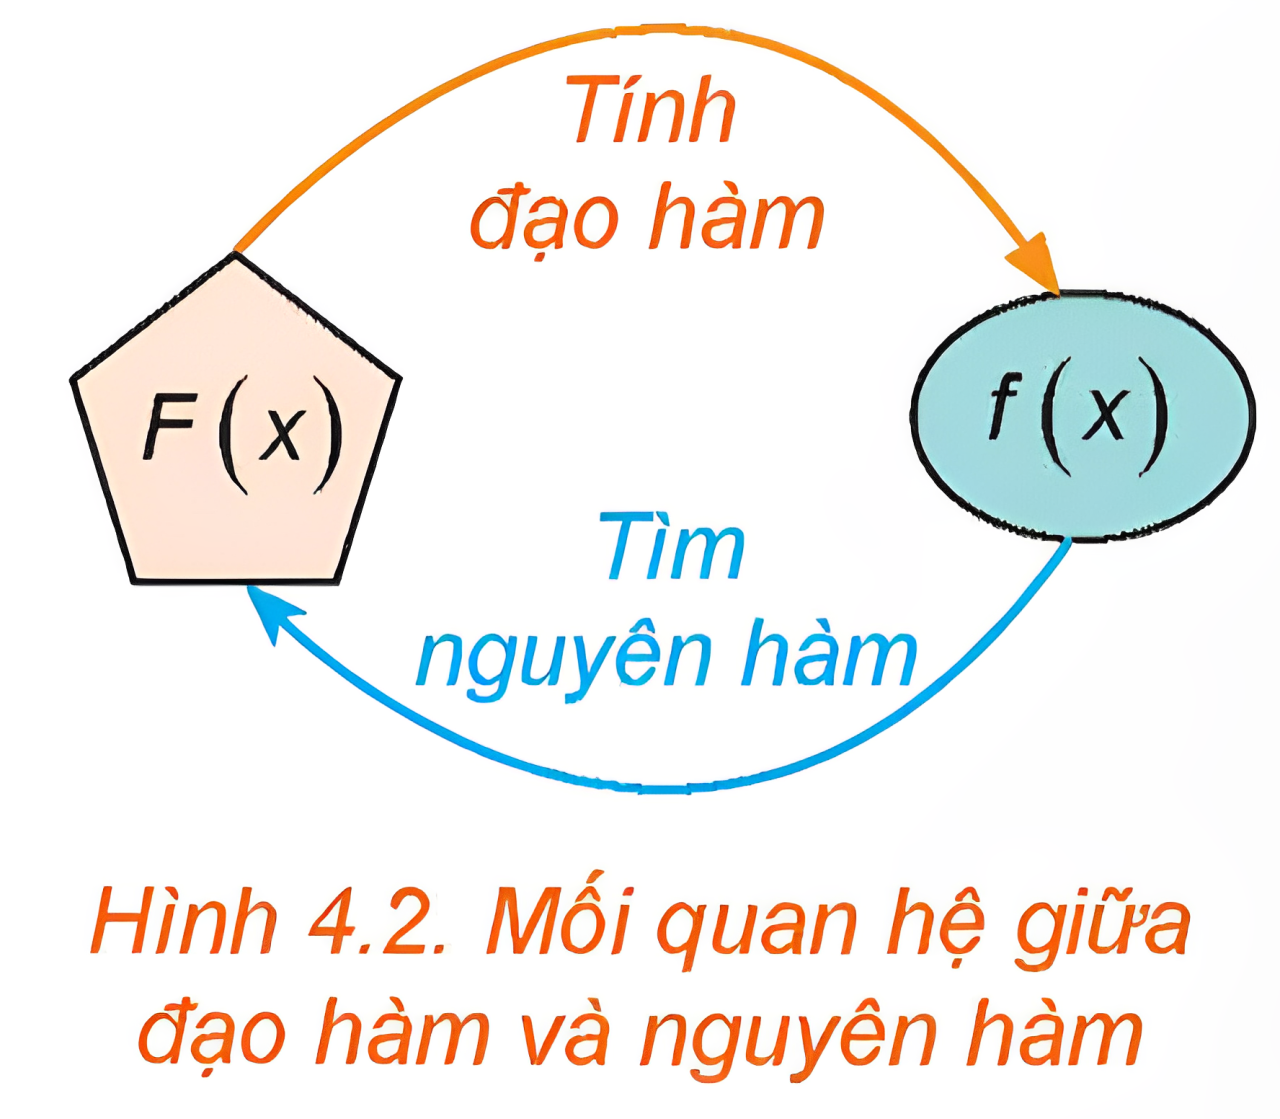 Tính
đạo hàm
F(x)
f(x)
Tìm
nguyên hàm
Hình 4.2. Mối quan hệ giữa
đạo hàm và nguyên hàm